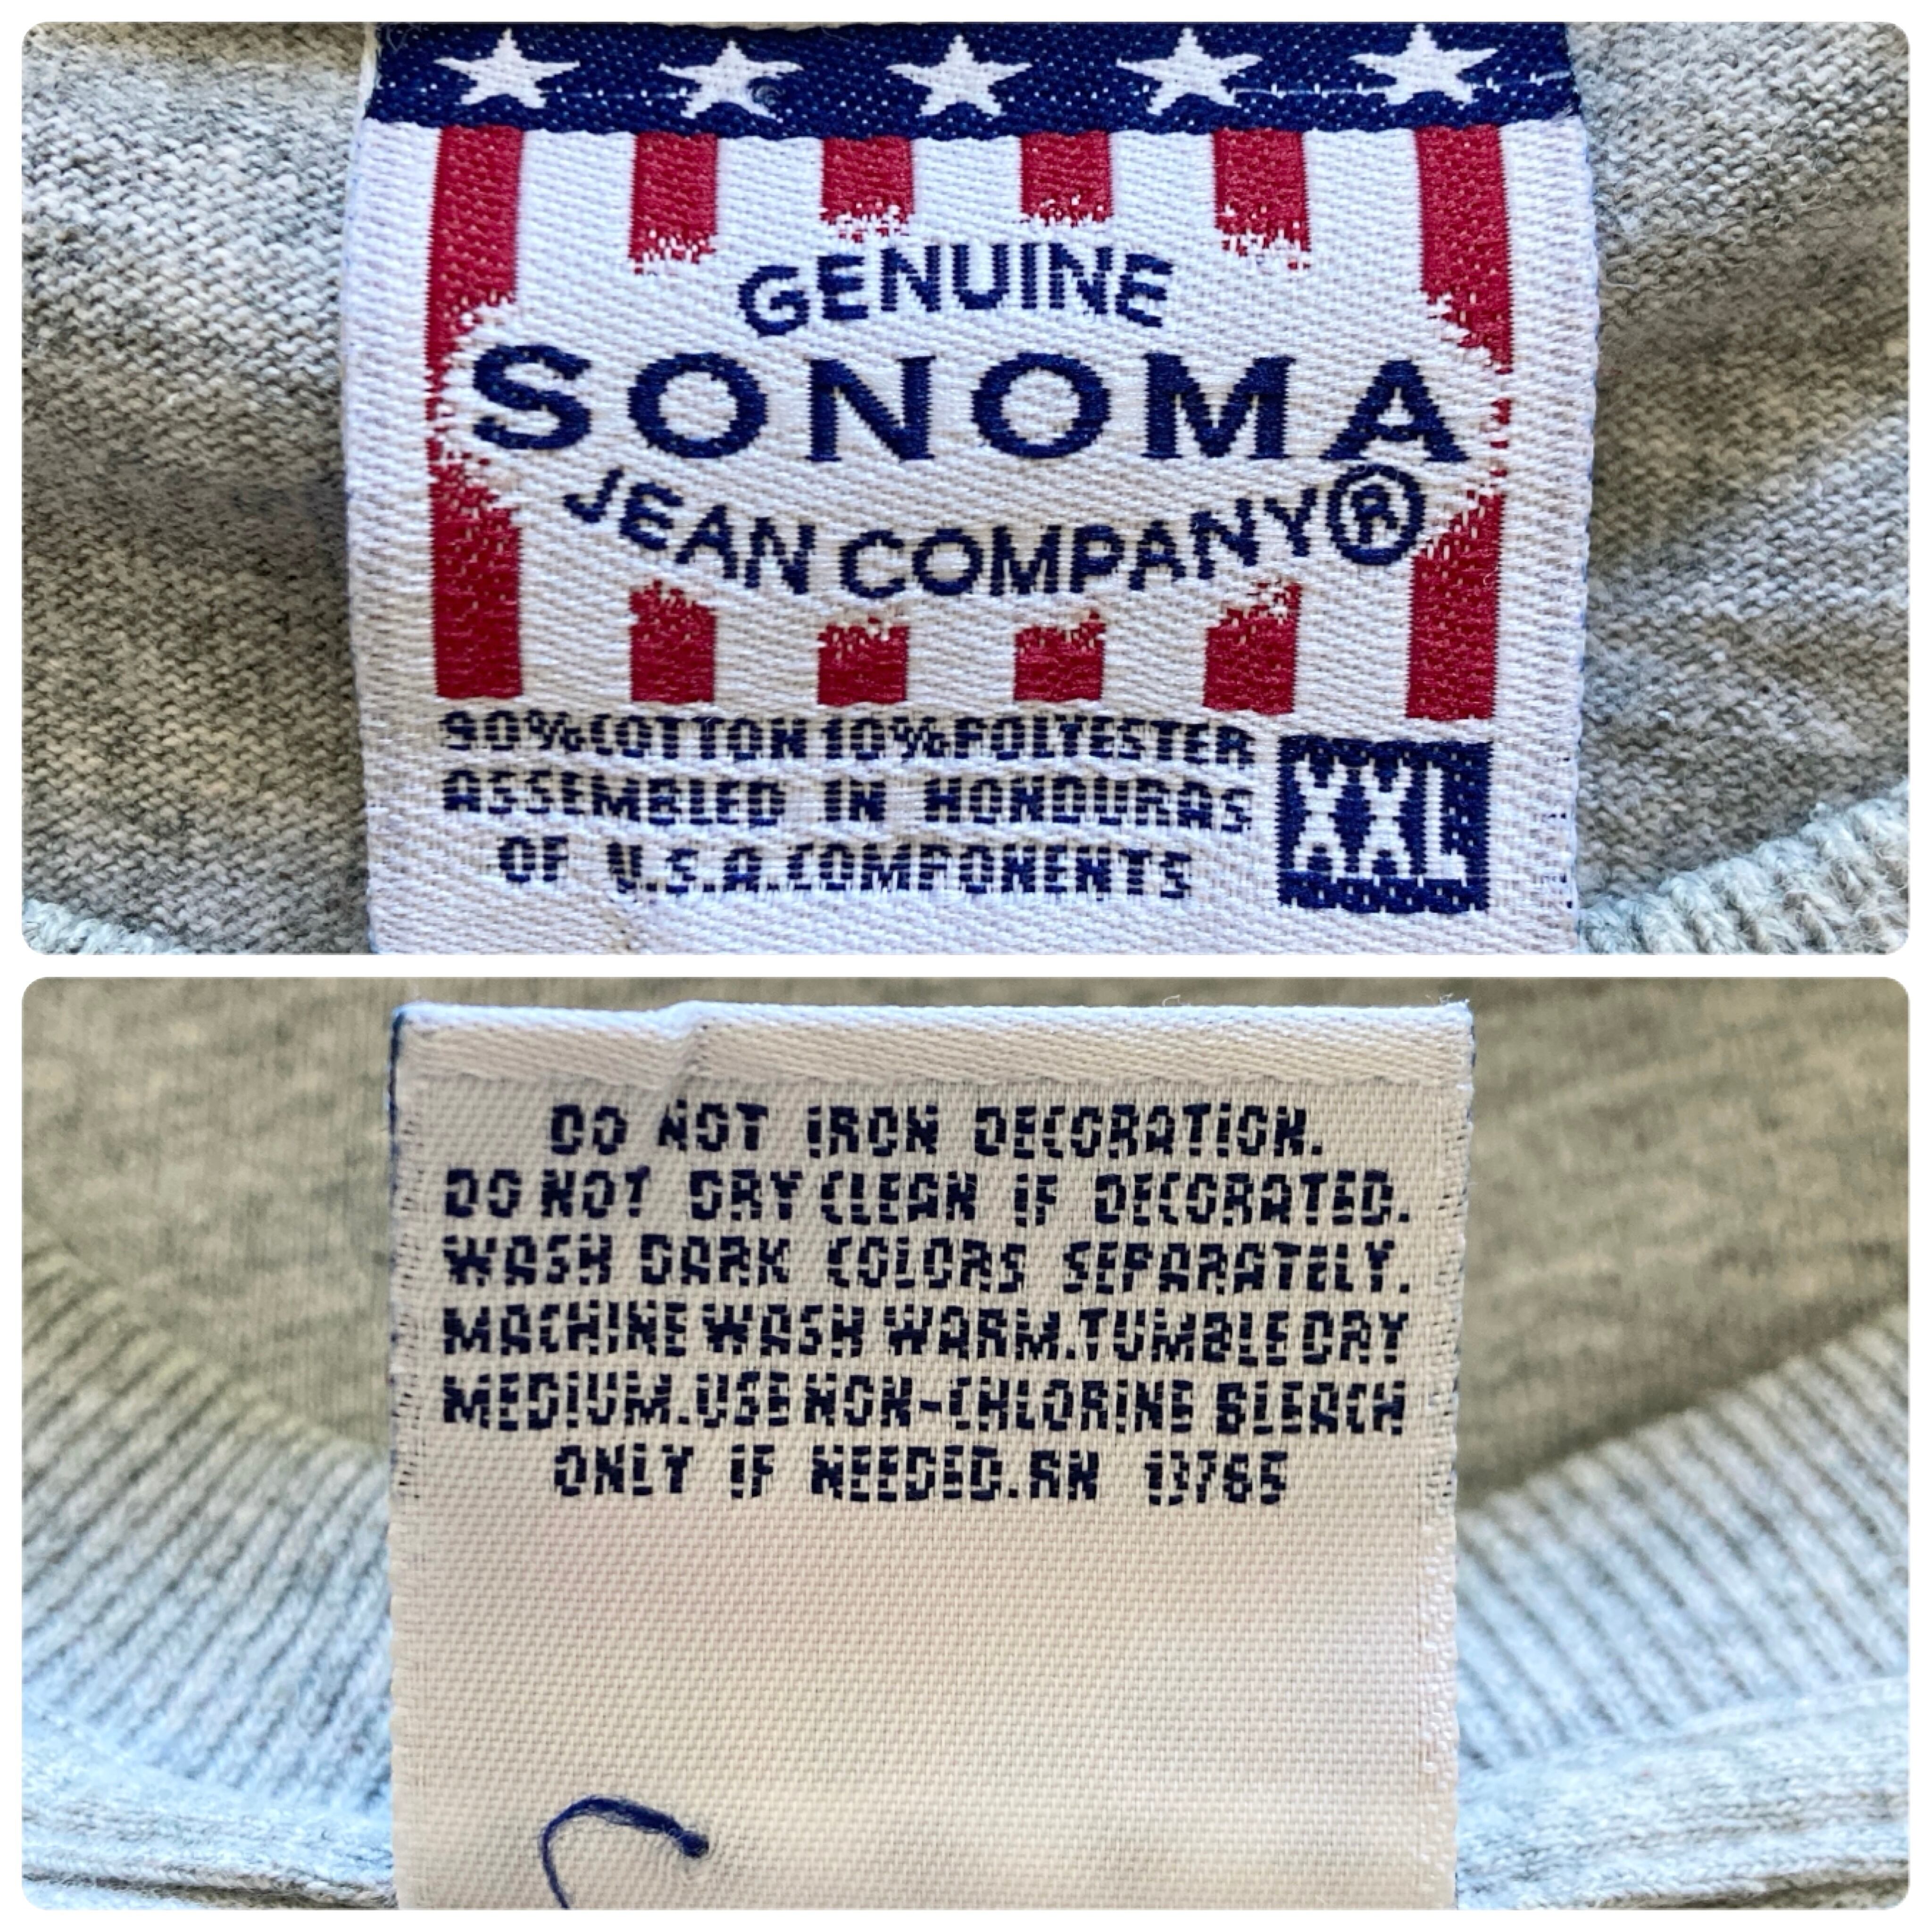 GENUINE
SONOMA
JEAN COMPANY®
90% COTTON 10% POLYESTER
ASSEMBLED IN HONDURAS
OF U.S.A. COMPONENTS
XXL
DO NOT IRON DECORATION.
DO NOT DRY CLEAN IF DECORATED.
WASH DARK COLORS SEPARATELY.
MACHINE WASH WARM. TUMBLE DRY
MEDIUM. USE NON-CHLORINE BLEACH
ONLY IF NEEDED. RN 13765